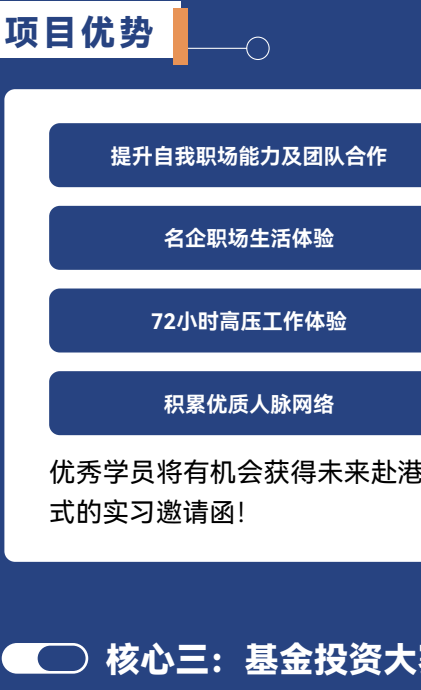 项目优势
提升自我职场能力及团队合作
名企职场生活体验
72小时高压工作体验
积累优质人脉网络
优秀学员将有机会获得未来赴港
式的实习邀请函！
核心三：基金投资大